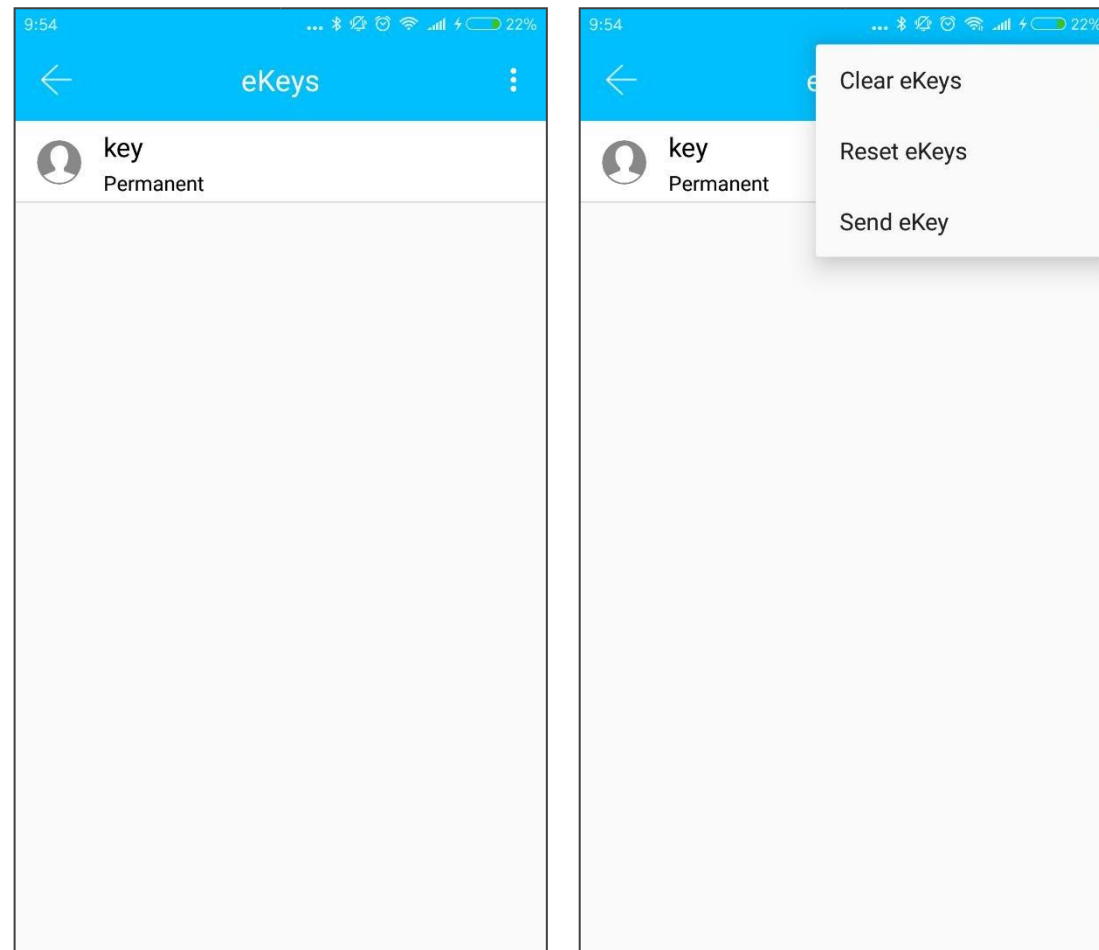 9:54 ... 22%
eKeys
key
Permanent
9:54 ... 22%
e
Clear eKeys
key
Reset eKeys
Permanent
Send eKey